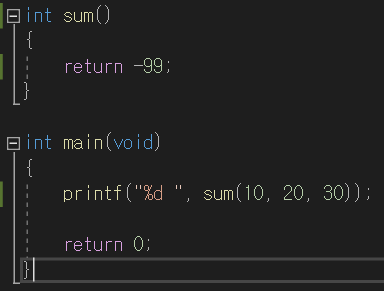 int sum()
{
return -99;
}
int main(void)
{
printf("%d ", sum(10, 20, 30));
return 0;
}